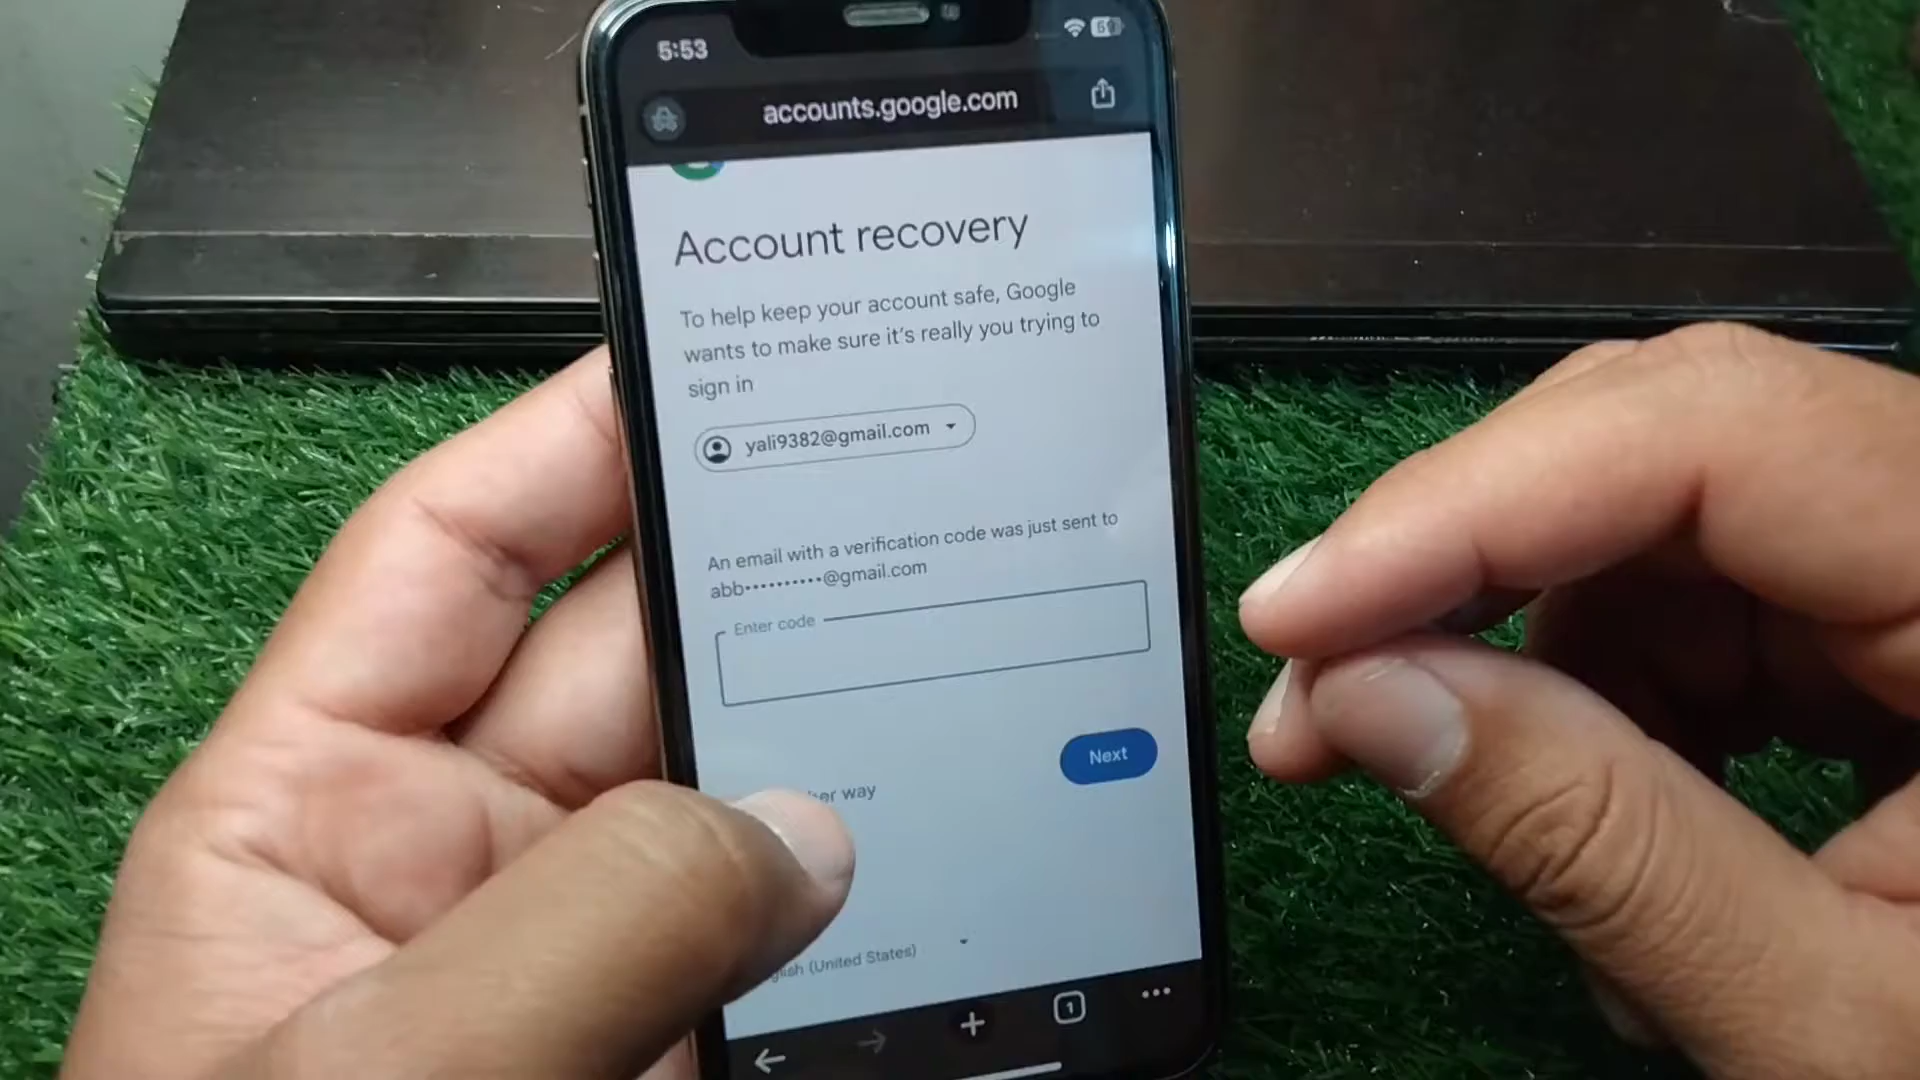 5:53
accounts.google.com
Account recovery
To help keep your account safe, Google
wants to make sure it's really you trying to
sign in
yali9382@gmail.com
An email with a verification code was just sent to
abb••••••••••@gmail.com
Enter code
Next
way
(United States)
1